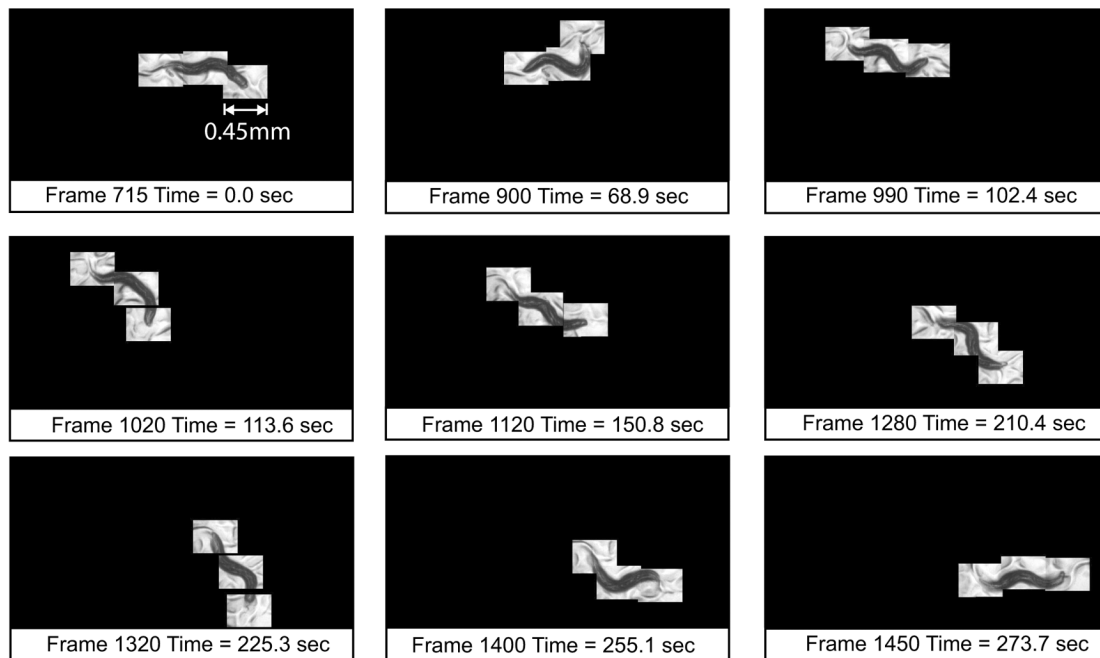 0.45mm
Frame 715 Time = 0.0 sec
Frame 900 Time = 68.9 sec
Frame 990 Time = 102.4 sec
Frame 1020 Time = 113.6 sec
Frame 1120 Time = 150.8 sec
Frame 1280 Time = 210.4 sec
Frame 1320 Time = 225.3 sec
Frame 1400 Time = 255.1 sec
Frame 1450 Time = 273.7 sec